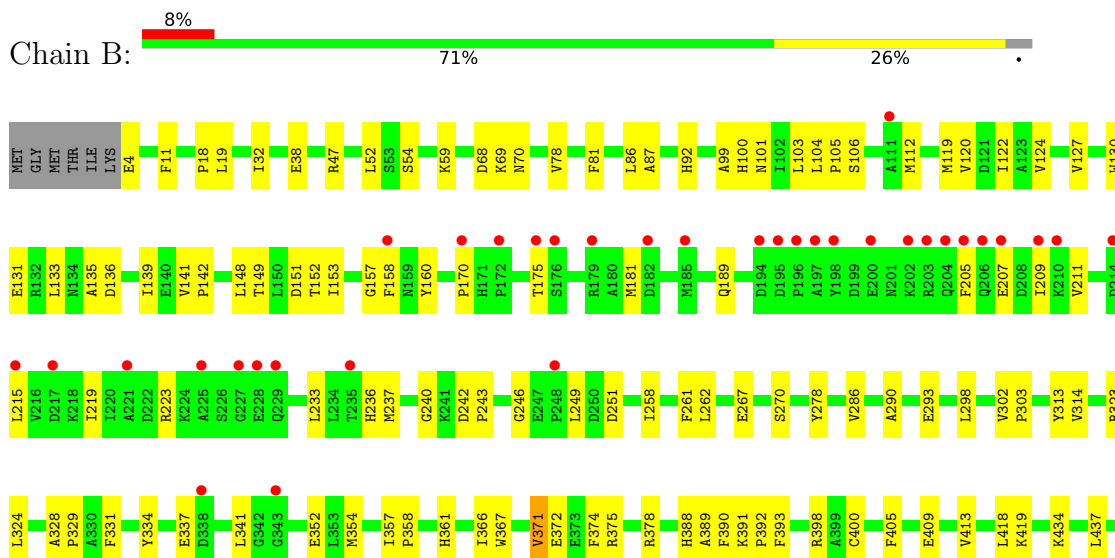 8%
Chain B:
71% 26% •
MET GLY MET THR ILE LYS E4 F11 P18 L19 I32 E38 R47 L52 S53 S54 K59 D68 K69 N70 V78 F81 L86 A87 H92 A99 H100 N101 I102 L103 L104 P105 S106 A111 M112 M119 V120 D121 I122 A123 V124 V127 W130
E131 R132 L133 N134 A135 D136 I139 E140 V141 P142 L148 T149 L150 D151 T152 I153 G157 F158 N159 Y160 P170 H171 P172 T175 S176 R179 A180 M181 D182 M185 Q189 D194 D195 P196 A197 Y198 D199 E200 N201 K202 R203 Q204 F205 Q206 E207 D208 I209 K210 V211 D214
L215 V216 D217 K218 I219 I220 A221 D222 R223 K224 A225 S226 G227 E228 Q229 L233 L234 T235 H236 M237 G240 K241 D242 P243 G246 E247 P248 L249 D250 D251 I258 F261 L262 E267 S270 Y278 V286 A290 E293 L298 V302 P303 Y313 V314 R323
L324 A328 P329 A330 F331 Y334 E337 D338 L341 G342 G343 E352 L353 M354 I357 P358 H361 I366 W367 V371 E372 E373 F374 R375 R378 H388 A389 F390 K391 P392 F393 R398 A399 C400 F405 E409 V413 L418 K419 K434 L437